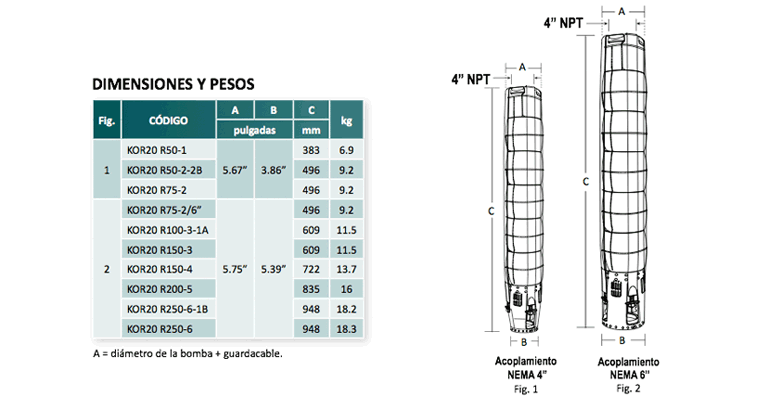 DIMENSIONES Y PESOS
Fig. CÓDIGO A B C kg
pulgadas mm
KOR20 R50-1 383 6.9
1 KOR20 R50-2-2B 5.67” 3.86” 496 9.2
KOR20 R75-2 496 9.2
KOR20 R75-2/6” 496 9.2
KOR20 R100-3-1A 609 11.5
KOR20 R150-3 609 11.5
2 KOR20 R150-4 5.75” 5.39” 722 13.7
KOR20 R200-5 835 16
KOR20 R250-6-1B 948 18.2
KOR20 R250-6 948 18.3
A = diámetro de la bomba + guardacable.
A
4” NPT
C
B
Acoplamiento
NEMA 4”
Fig. 1
A
4” NPT
C
B
Acoplamiento
NEMA 6”
Fig. 2